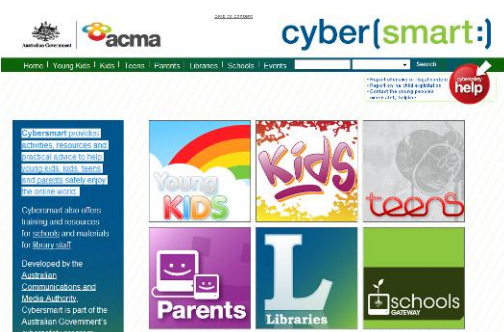 SKIP TO CONTENT
Australian Government
acma
cyber(smart:)
Home | Young Kids | Kids | Teens | Parents | Libraries | Schools | Events
Search
cybersafety
help
Cybersmart provides
activities, resources and
practical advice to help
young kids, kids, teens
and parents safely enjoy
the online world.
Cybersmart also offers
training and resources
for schools and materials
for library staff.
Developed by the
Australian
Communications and
Media Authority,
Cybersmart is part of the
Australian Government's
Young
KIDS
Kids
teens
Parents
L
Libraries
schools
GATEWAY